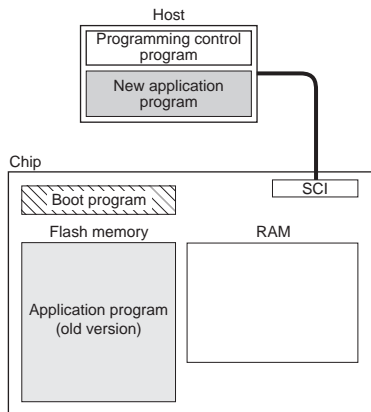 Host
Programming control
program
New application
program
Chip
SCI
Boot program
Flash memory
RAM
Application program
(old version)